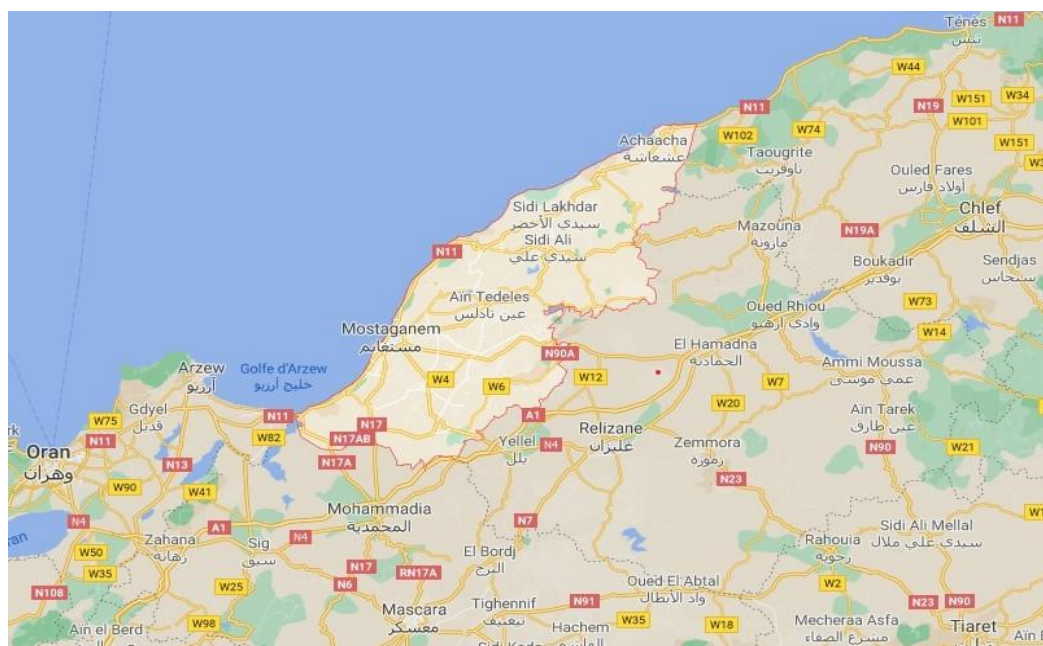 Ténès
تنس
N11
W44
N11
N19
W151
W34
W101
W102
W74
W151
Achaacha
عشعاشة
Taougrite
تاوقريت
Ouled Fares
أولاد فارس
Sidi Lakhdar
سيدي الأخضر
Chlef
الشلف
Sidi Ali
سيدي علي
Mazouna
مازونة
N19A
N11
Boukadir
بوقدير
Sendjas
سنجاس
Aïn Tedeles
عين تادلس
Oued Rhiou
وادي ارهيو
W73
W14
Mostaganem
مستغانم
El Hamadna
الحمادنة
N90A
Arzew
أرزيو
Golfe d'Arzew
خليج أرزيو
Ammi Moussa
عمي موسى
W4
W6
W12
W7
W20
Gdyel
قديل
W75
N11
N11
N17
A1
Aïn Tarek
عين طارق
Relizane
غليزان
Oran
وهران
W82
N17AB
Yellel
يلل
N4
Zemmora
زمورة
N90
W21
N13
N17A
N23
W90
W41
Mohammadia
المحمدية
N4
A1
N4
N7
Sidi Ali Mellal
سيدي علي ملال
Zahana
زهانة
Sig
سيق
Rahouia
رحوية
W50
W35
El Bordj
البرج
N17
RN17A
N6
W25
Oued El Abtal
واد الأبطال
W2
N108
Mascara
معسكر
Tighennif
تيغنيف
N91
N23
N90
W98
Hachem
W35
W18
Mecheraa Asfa
مشرع الصفاء
Tiaret
Aïn el Berd